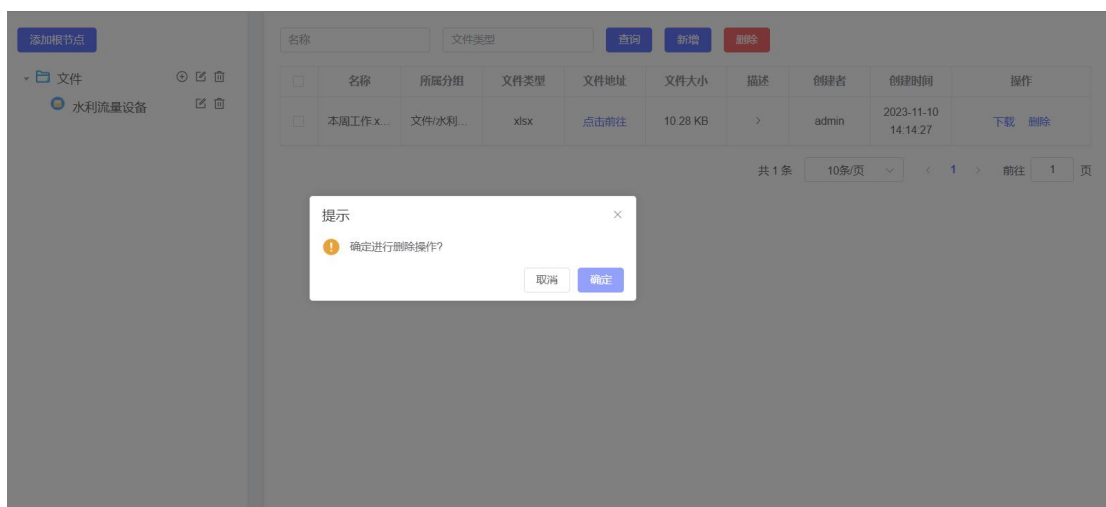 添加根节点
文件
水利流量设备
名称 文件类型 查询 新增 删除
名称 所属分组 文件类型 文件地址 文件大小 描述 创建者 创建时间 操作
本周工作.x... 文件/水利... xlsx 点击前往 10.28 KB > admin 2023-11-10 14:14:27 下载 删除
共 1 条 10条/页 < 1 > 前往 1 页
提示
确定进行删除操作?
取消 确定